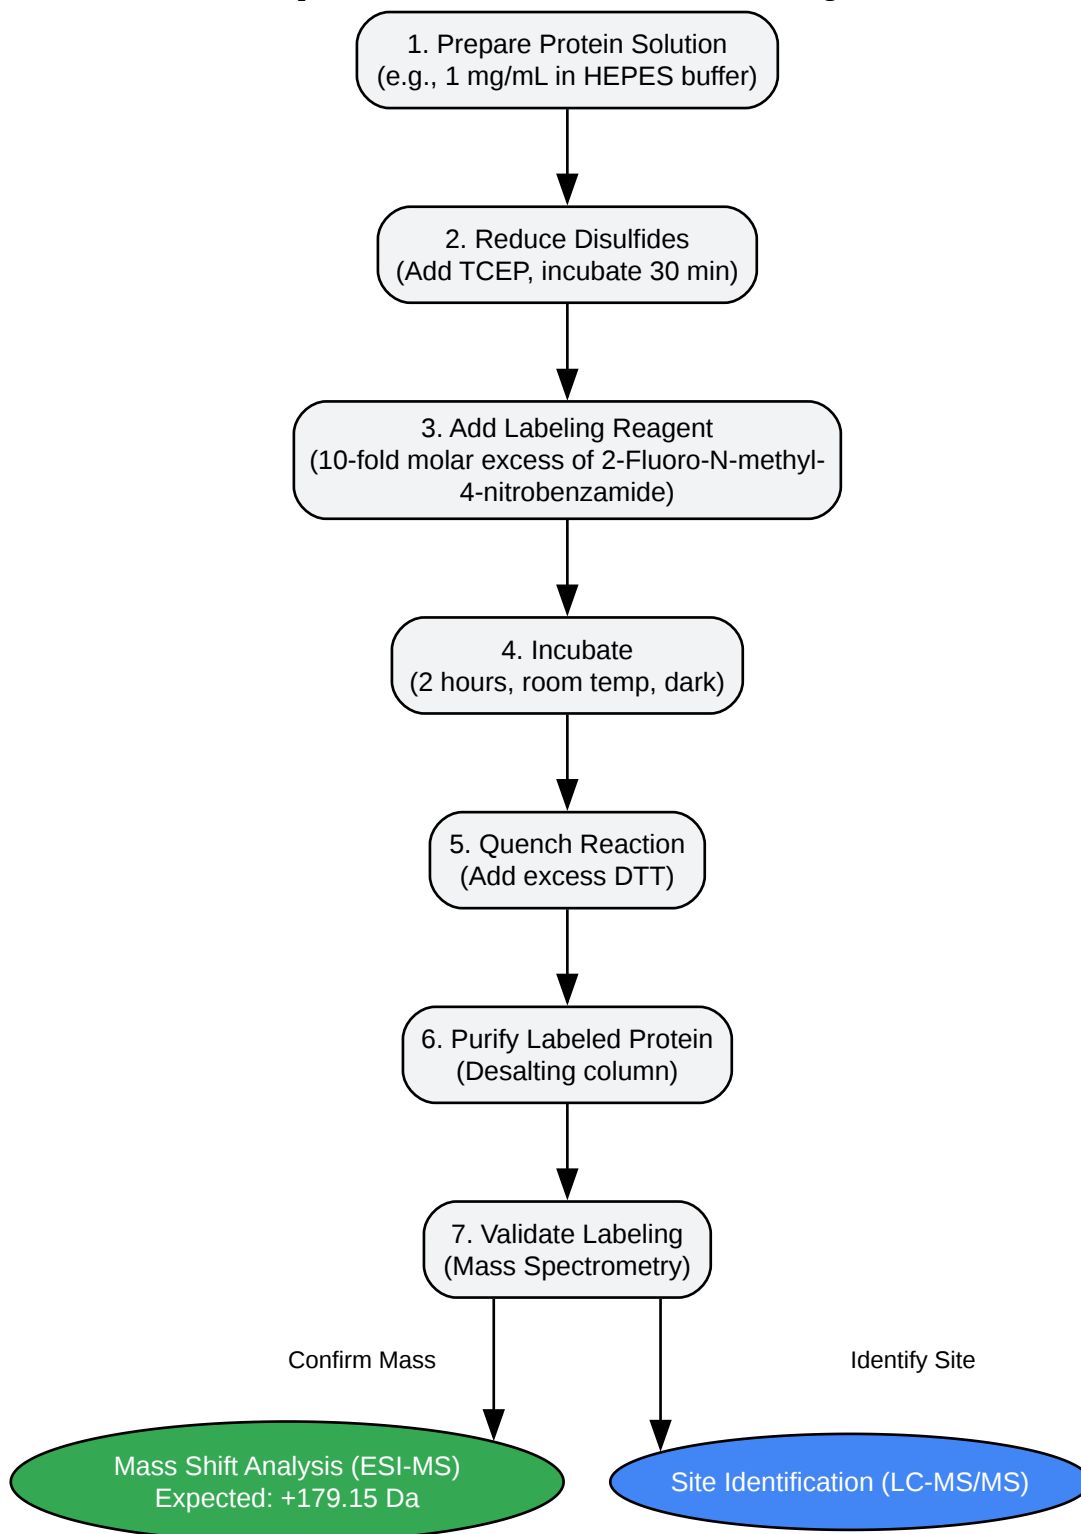 1. Prepare Protein Solution
(e.g., 1 mg/mL in HEPES buffer)
2. Reduce Disulfides
(Add TCEP, incubate 30 min)
3. Add Labeling Reagent
(10-fold molar excess of 2-Fluoro-N-methyl-
4-nitrobenzamide)
4. Incubate
(2 hours, room temp, dark)
5. Quench Reaction
(Add excess DTT)
6. Purify Labeled Protein
(Desalting column)
7. Validate Labeling
(Mass Spectrometry)
Confirm Mass
Identify Site
Mass Shift Analysis (ESI-MS)
Expected: +179.15 Da
Site Identification (LC-MS/MS)